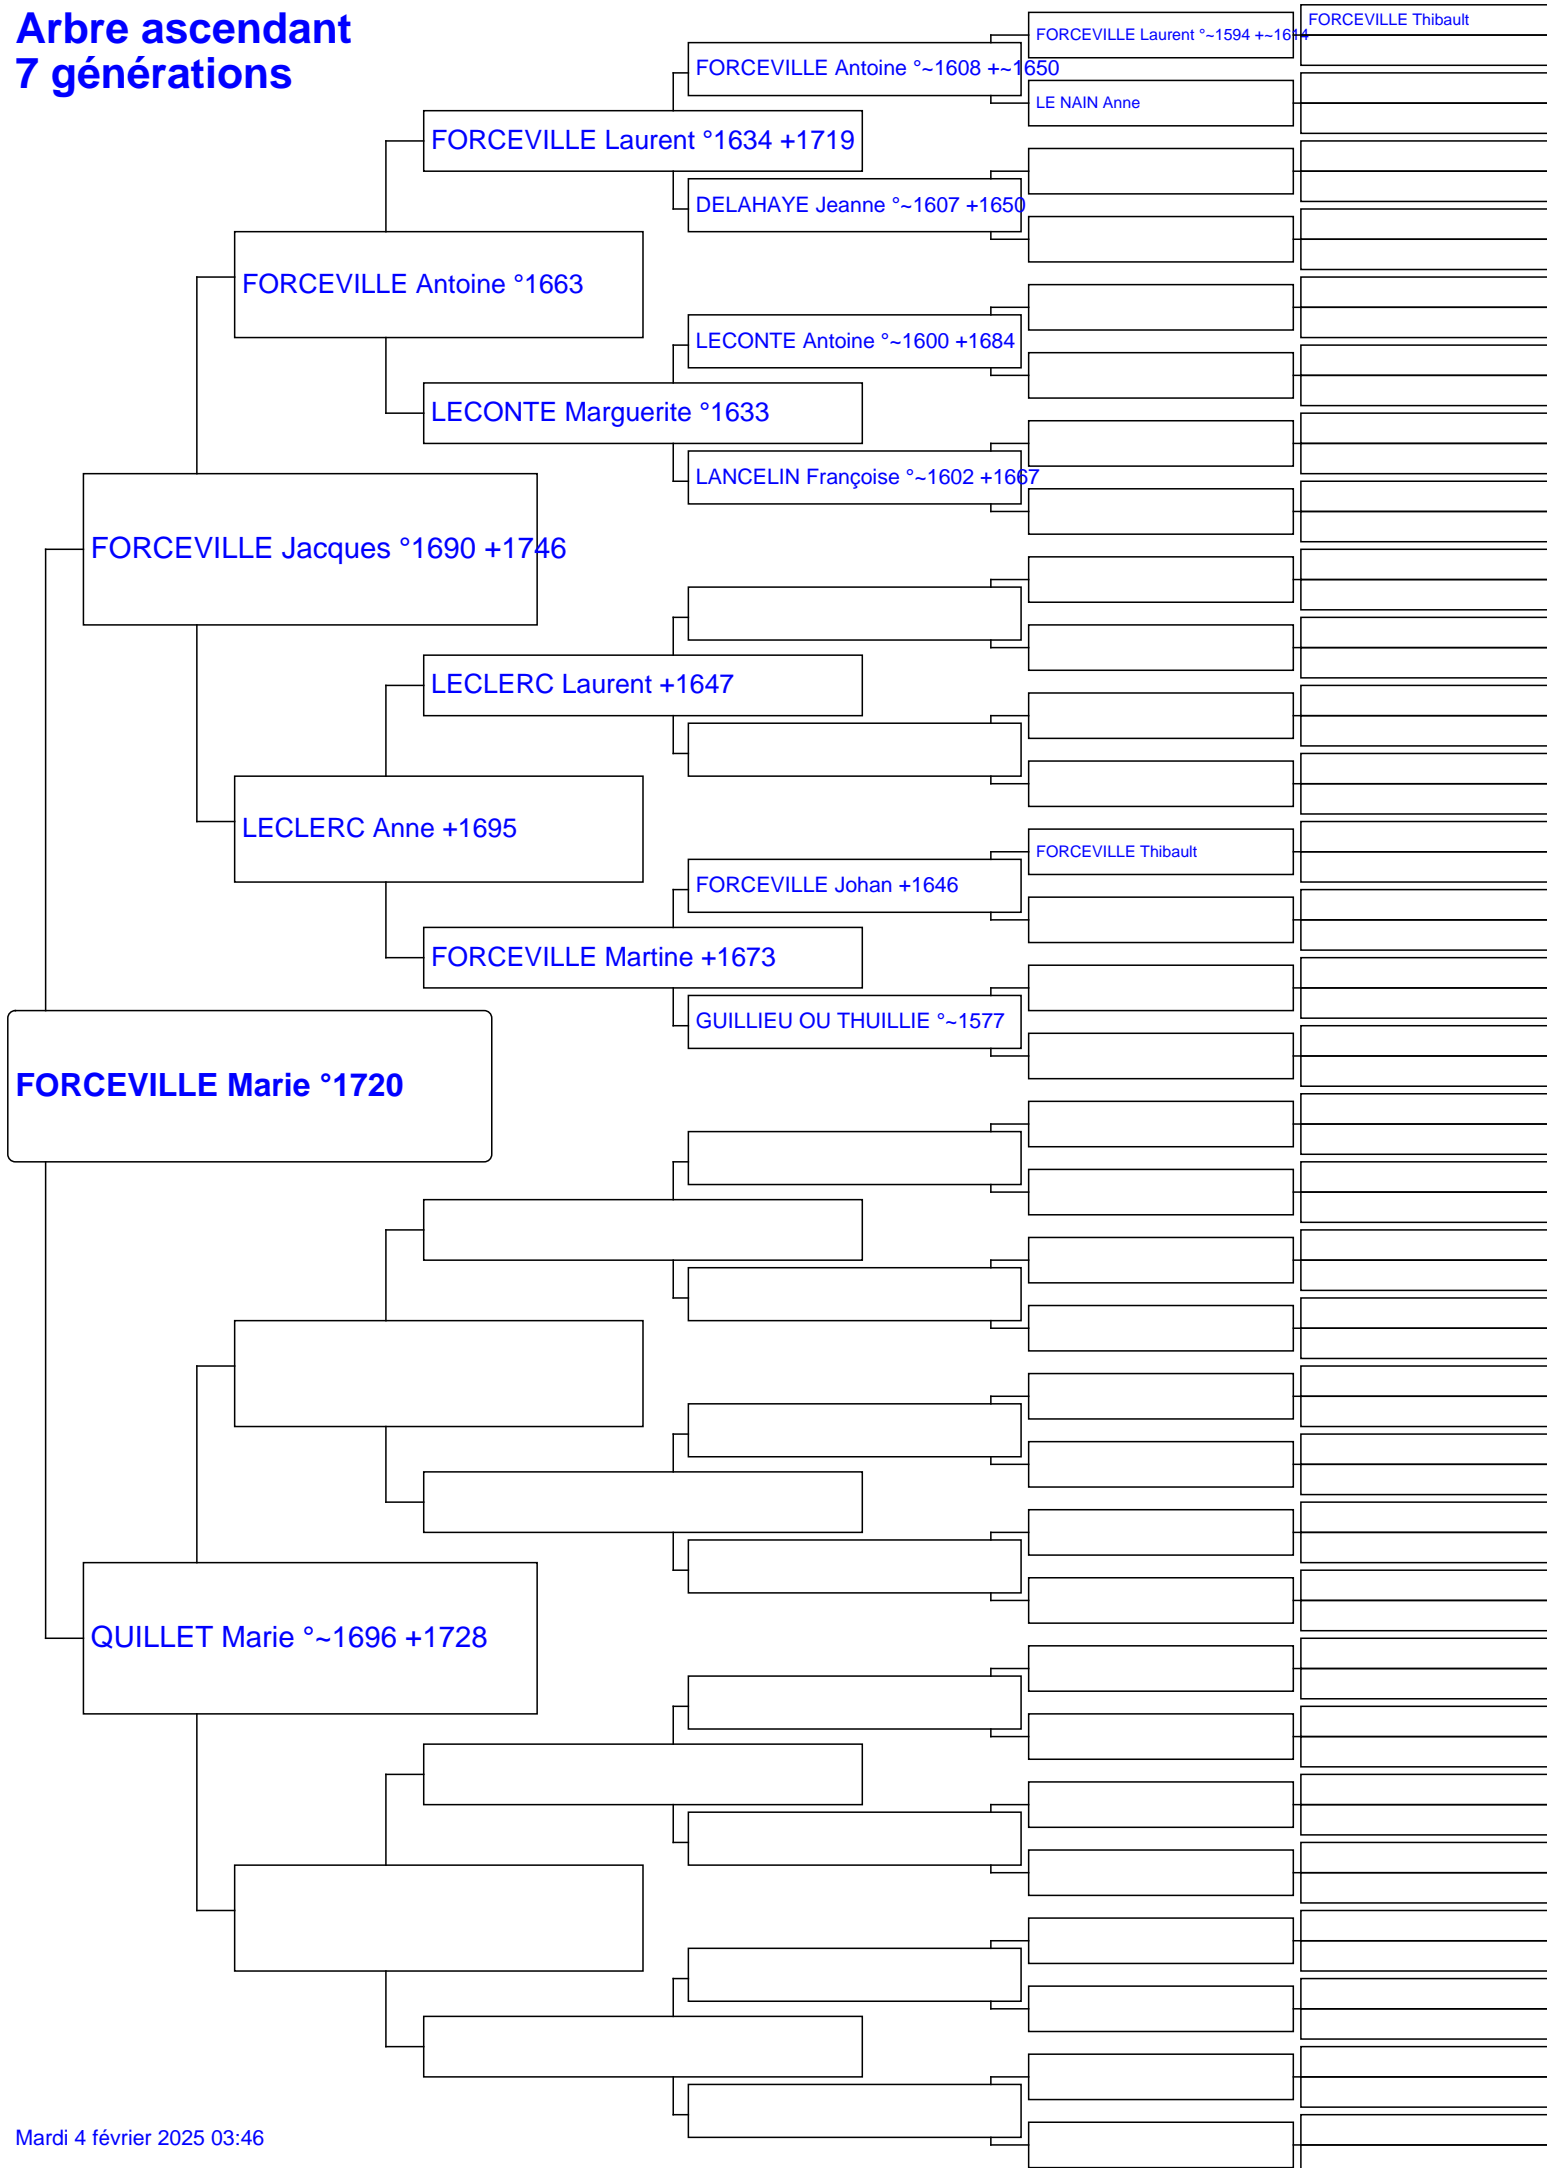 Arbre ascendant
7 générations
FORCEVILLE Thibault
FORCEVILLE Laurent °~1594 +~1614
FORCEVILLE Antoine °~1608 +~1650
LE NAIN Anne
FORCEVILLE Laurent °1634 +1719
DELAHAYE Jeanne °~1607 +1650
FORCEVILLE Antoine °1663
LECONTE Antoine °~1600 +1684
LECONTE Marguerite °1633
LANCELIN Françoise °~1602 +1667
FORCEVILLE Jacques °1690 +1746
LECLERC Laurent +1647
LECLERC Anne +1695
FORCEVILLE Thibault
FORCEVILLE Johan +1646
FORCEVILLE Martine +1673
GUILLIEU OU THUILLIE °~1577
FORCEVILLE Marie °1720
QUILLET Marie °~1696 +1728
Mardi 4 février 2025 03:46